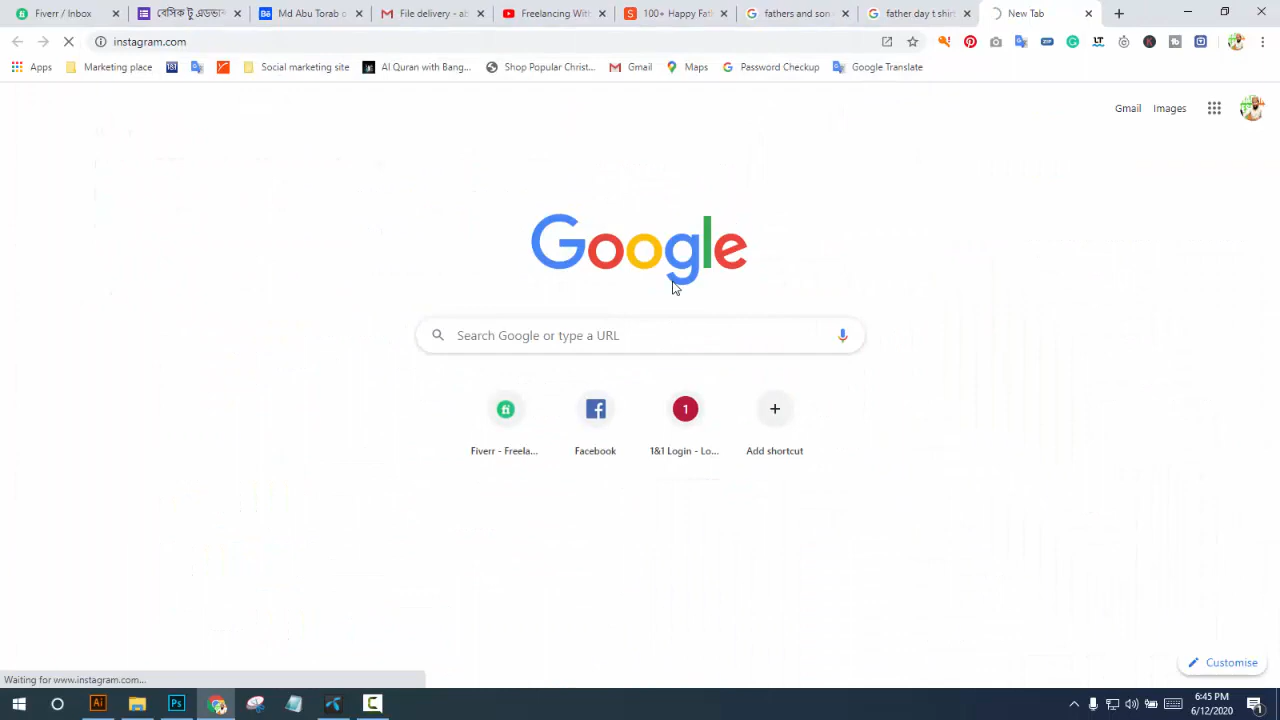 Fiverr / Inbox
Md Abu Torab c
File delivery - ab
Freelancing With
100+ Happy Fat
fathers and son
Father day t shirt
New Tab
instagram.com
Apps
Marketing place
Social marketing site
Al Quran with Bang...
Shop Popular Christ...
Gmail
Maps
Password Checkup
Google Translate
Gmail
Images
Google
Search Google or type a URL
1
Fiverr - Freela...
Facebook
1&1 Login - Lo...
Add shortcut
Customise
Waiting for www.instagram.com...
6:45 PM
6/12/2020